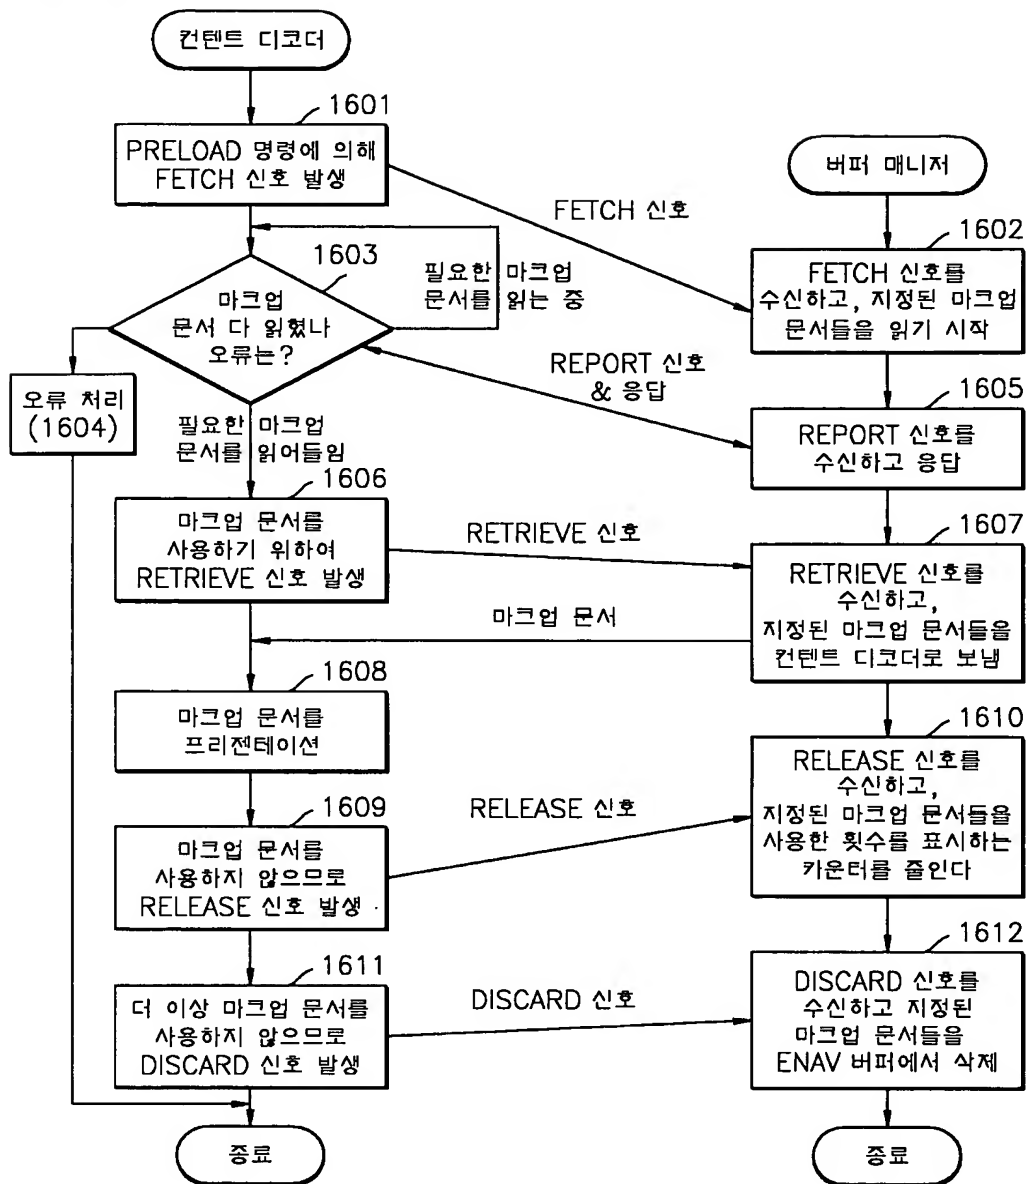 컨텐트 디코더
1601
PRELOAD 명령에 의해
FETCH 신호 발생
버퍼 매니저
FETCH 신호
1602
FETCH 신호를
수신하고, 지정된 마크업
문서들을 읽기 시작
1603
마크업
문서 다 읽혔나
오류는?
필요한 마크업
문서를 읽는 중
REPORT 신호
& 응답
오류 처리
(1604)
1605
REPORT 신호를
수신하고 응답
필요한 마크업
문서를 읽어들임
1606
마크업 문서를
사용하기 위하여
RETRIEVE 신호 발생
RETRIEVE 신호
1607
RETRIEVE 신호를
수신하고,
지정된 마크업 문서들을
컨텐트 디코더로 보냄
마크업 문서
1608
마크업 문서를
프리젠테이션
1610
RELEASE 신호를
수신하고,
지정된 마크업 문서들을
사용한 횟수를 표시하는
카운터를 줄인다
1609
마크업 문서를
사용하지 않으므로
RELEASE 신호 발생
RELEASE 신호
1611
더 이상 마크업 문서를
사용하지 않으므로
DISCARD 신호 발생
DISCARD 신호
1612
DISCARD 신호를
수신하고 지정된
마크업 문서들을
ENAV 버퍼에서 삭제
종료
종료